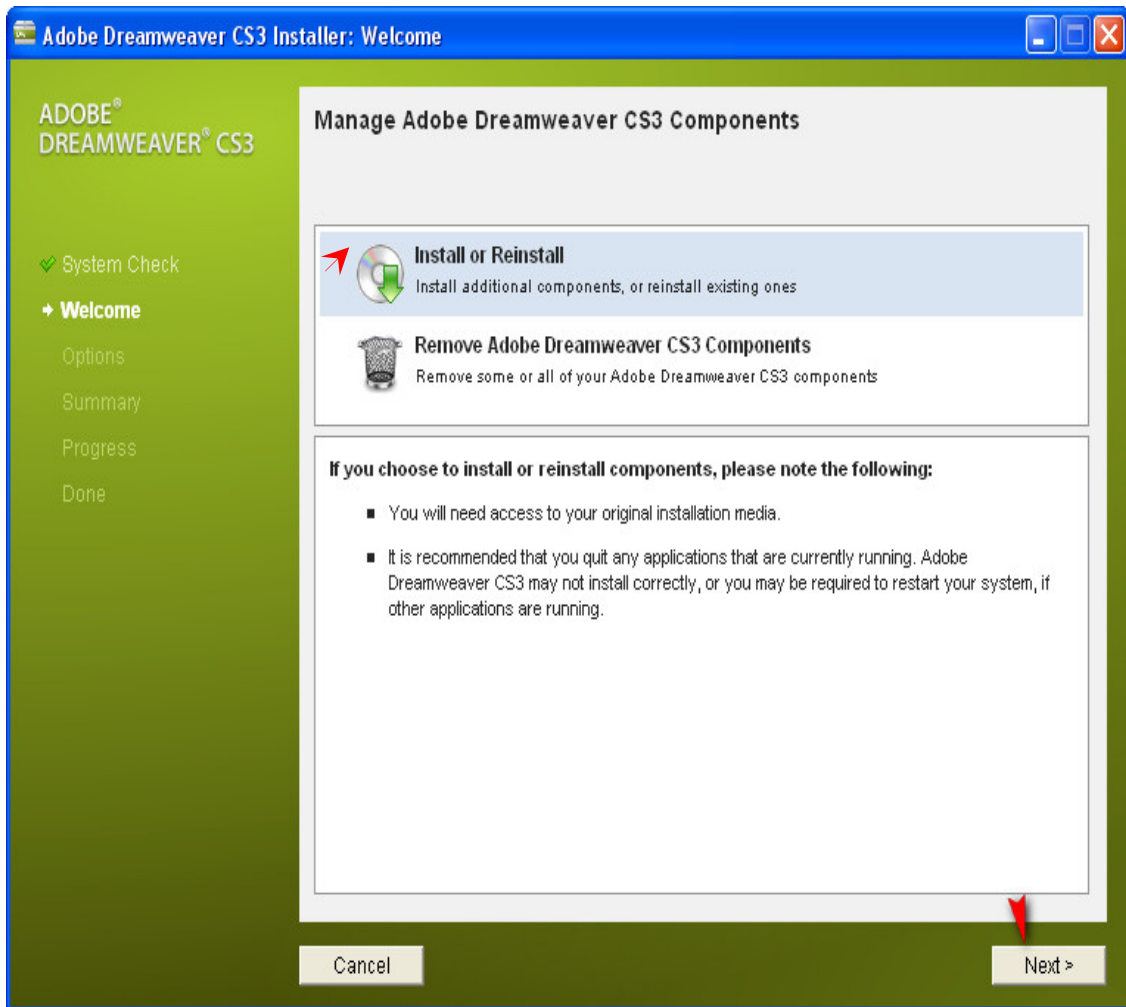 Adobe Dreamweaver CS3 Installer: Welcome
ADOBE®
DREAMWEAVER® CS3
System Check
Welcome
Options
Summary
Progress
Done
Manage Adobe Dreamweaver CS3 Components
Install or Reinstall
Install additional components, or reinstall existing ones
Remove Adobe Dreamweaver CS3 Components
Remove some or all of your Adobe Dreamweaver CS3 components
If you choose to install or reinstall components, please note the following:
You will need access to your original installation media.
It is recommended that you quit any applications that are currently running. Adobe
Dreamweaver CS3 may not install correctly, or you may be required to restart your system, if
other applications are running.
Cancel
Next >